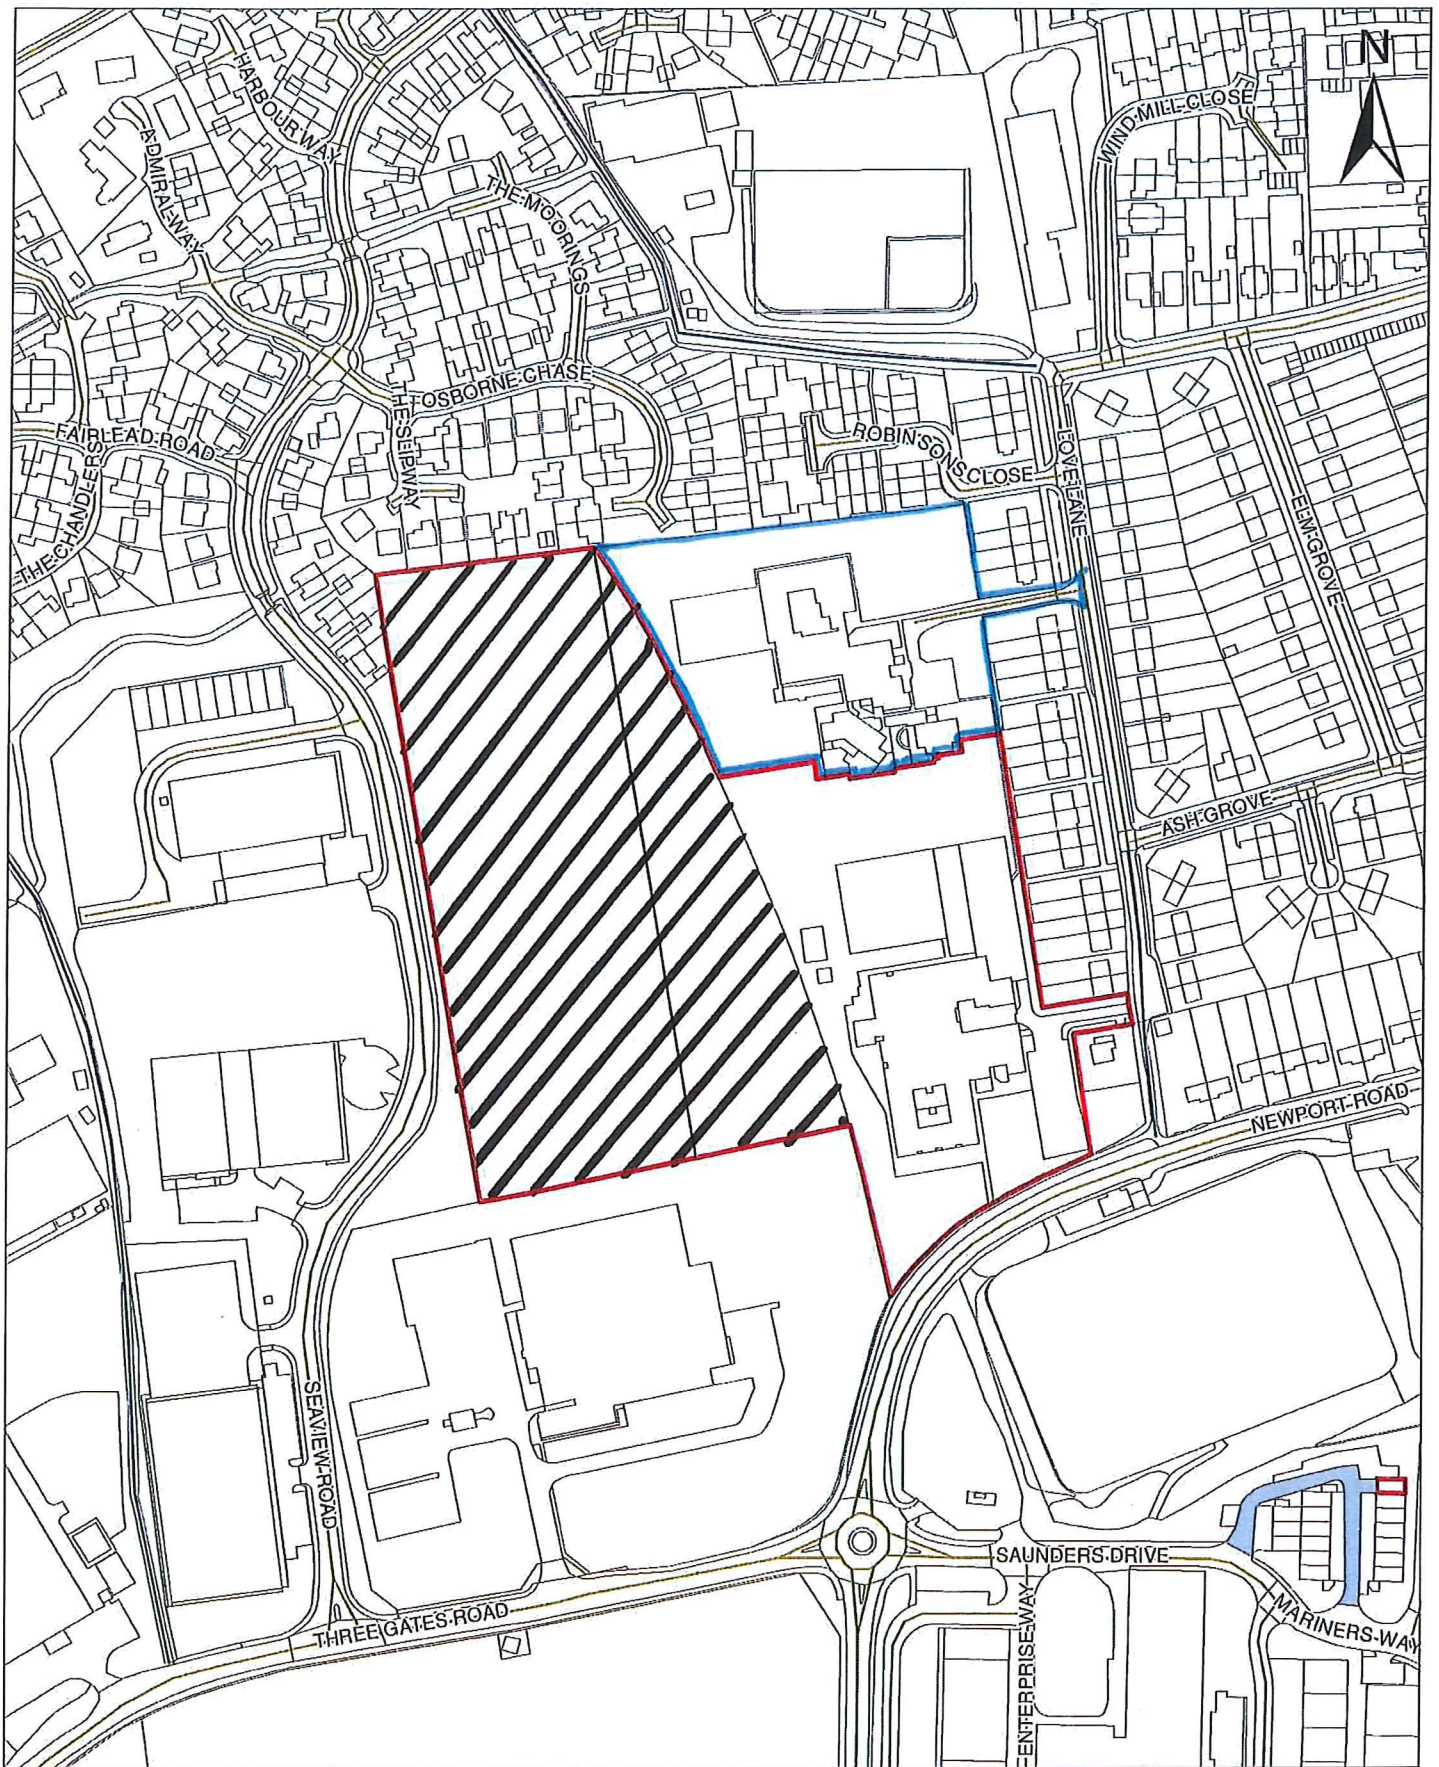 N
HARBOUR WAY
WIND MILL CLOSE
ADMIRAL WAY
THE MOORINGS
OSBORNE CHASE
THE SLIPWAY
FAIRLEAD ROAD
ROBINSONS CLOSE
LOVE LANE
THE CHANDLERS
ELM GROVE
ASH GROVE
NEWPORT ROAD
SEAVIEW ROAD
SAUNDERS DRIVE
MARINERS WAY
THREE GATES ROAD
ENTERPRISE WAY